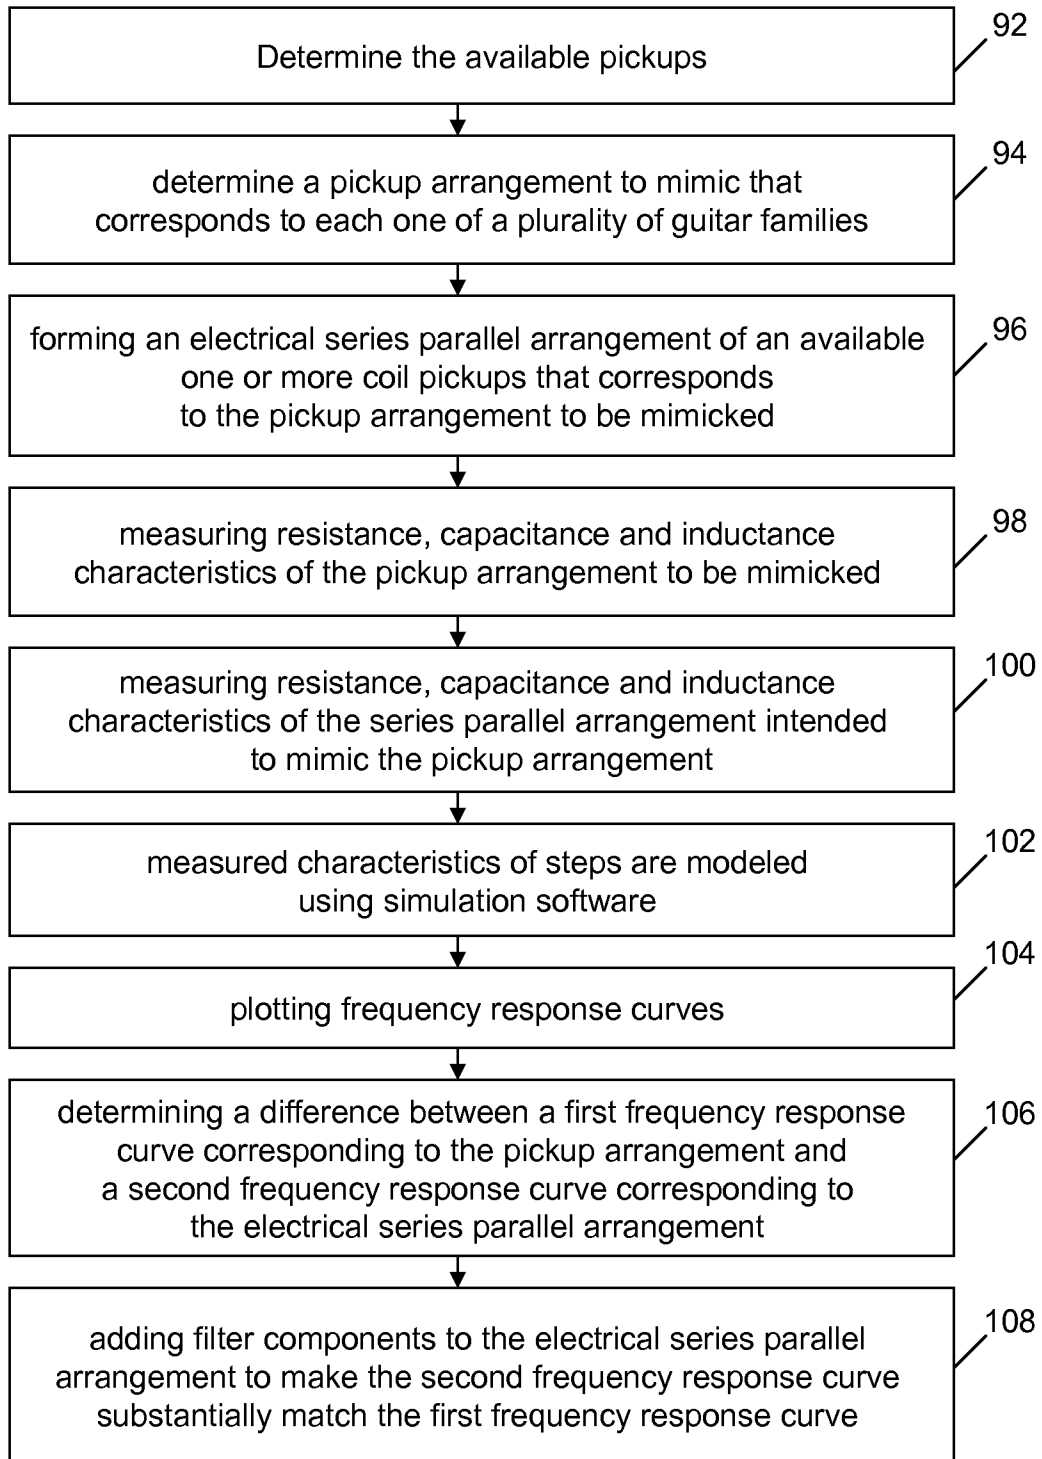 Determine the available pickups
92
determine a pickup arrangement to mimic that
corresponds to each one of a plurality of guitar families
94
forming an electrical series parallel arrangement of an available
one or more coil pickups that corresponds
to the pickup arrangement to be mimicked
96
measuring resistance, capacitance and inductance
characteristics of the pickup arrangement to be mimicked
98
measuring resistance, capacitance and inductance
characteristics of the series parallel arrangement intended
to mimic the pickup arrangement
100
measured characteristics of steps are modeled
using simulation software
102
plotting frequency response curves
104
determining a difference between a first frequency response
curve corresponding to the pickup arrangement and
a second frequency response curve corresponding to
the electrical series parallel arrangement
106
adding filter components to the electrical series parallel
arrangement to make the second frequency response curve
substantially match the first frequency response curve
108